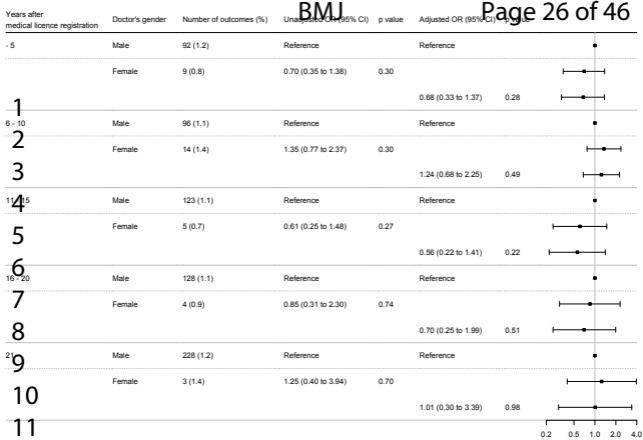 BMJ Page 26 of 46
Years after
medical licence registration Doctor's gender Number of outcomes (%) Unadjusted OR (95% CI) p value Adjusted OR (95% CI) p value
- 5 Male 92 (1.2) Reference Reference
Female 9 (0.8) 0.70 (0.35 to 1.38) 0.30
0.68 (0.33 to 1.37) 0.28
1
6 - 10 Male 96 (1.1) Reference Reference
2
Female 14 (1.4) 1.35 (0.77 to 2.37) 0.30
3
1.24 (0.68 to 2.25) 0.49
4
11 - 15 Male 123 (1.1) Reference Reference
Female 5 (0.7) 0.61 (0.25 to 1.48) 0.27
5
0.56 (0.22 to 1.41) 0.22
6
16 - 20 Male 128 (1.1) Reference Reference
7
Female 4 (0.9) 0.85 (0.31 to 2.30) 0.74
8
0.70 (0.25 to 1.99) 0.51
21 Male 228 (1.2) Reference Reference
9
Female 3 (1.4) 1.25 (0.40 to 3.94) 0.70
10
1.01 (0.30 to 3.39) 0.98
11
0.2 0.5 1.0 2.0 4.0